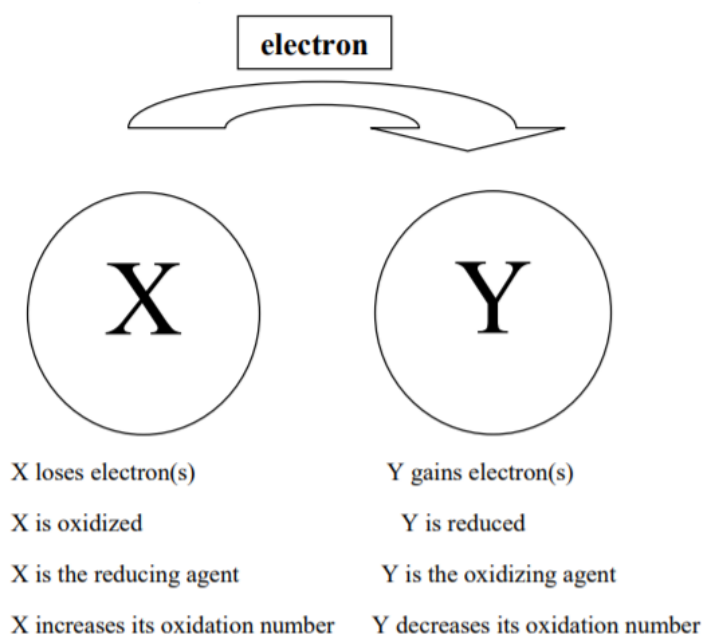 electron
X
Y
X loses electron(s)
Y gains electron(s)
X is oxidized
Y is reduced
X is the reducing agent
Y is the oxidizing agent
X increases its oxidation number
Y decreases its oxidation number